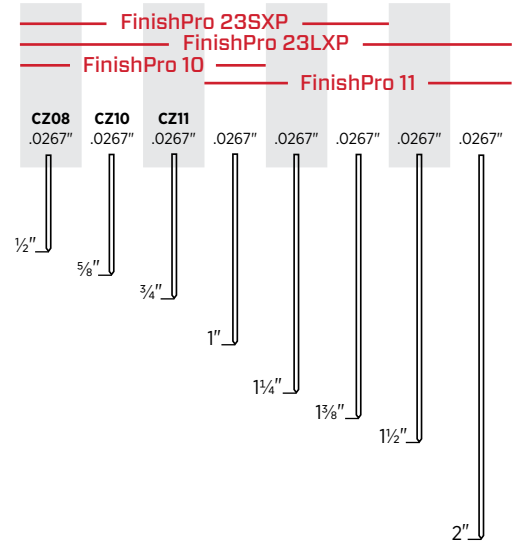 FinishPro 23SXP
FinishPro 23LXP
FinishPro 10
FinishPro 11
CZ08 CZ10 CZ11
.0267" .0267" .0267" .0267" .0267" .0267" .0267" .0267"
½"
⅝"
¾"
1"
1¼"
1⅜"
1½"
2"